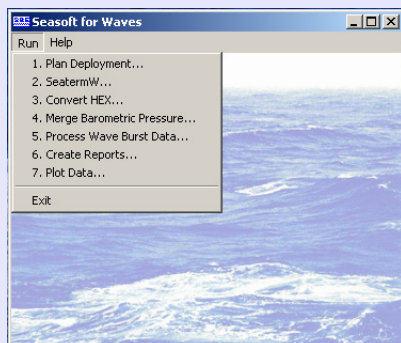 SBE Seasoft for Waves
Run Help
1. Plan Deployment...
2. SeatermW...
3. Convert HEX...
4. Merge Barometric Pressure...
5. Process Wave Burst Data...
6. Create Reports...
7. Plot Data...
Exit